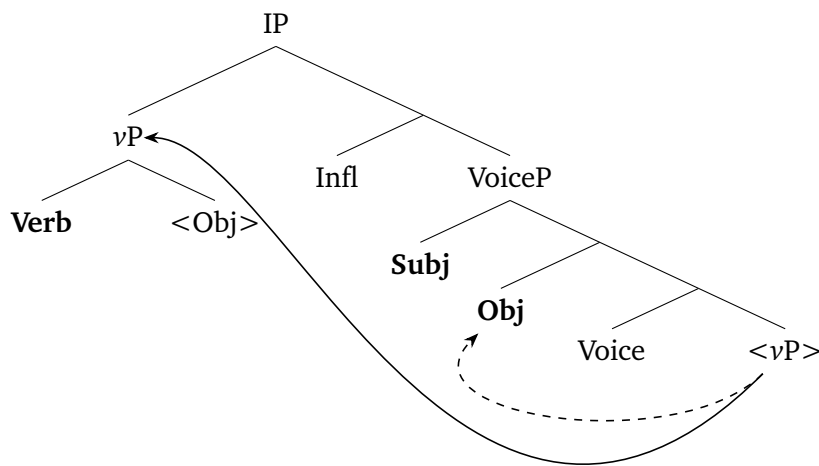 IP
vP
Infl
VoiceP
Verb
<Obj>
Subj
Obj
Voice
<vP>